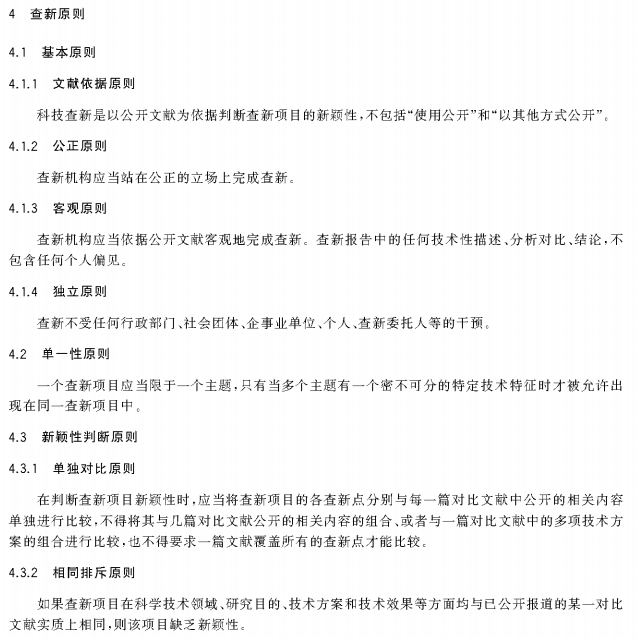 4 查新原则
4.1 基本原则
4.1.1 文献依据原则
科技查新是以公开文献为依据判断查新项目的新颖性,不包括“使用公开”和“以其他方式公开”。
4.1.2 公正原则
查新机构应当站在公正的立场上完成查新。
4.1.3 客观原则
查新机构应当依据公开文献客观地完成查新。查新报告中的任何技术性描述、分析对比、结论,不
包含任何个人偏见。
4.1.4 独立原则
查新不受任何行政部门、社会团体、企事业单位、个人、查新委托人等的干预。
4.2 单一性原则
一个查新项目应当限于一个主题,只有当多个主题有一个密不可分的特定技术特征时才被允许出
现在同一查新项目中。
4.3 新颖性判断原则
4.3.1 单独对比原则
在判断查新项目新颖性时,应当将查新项目的各查新点分别与每一篇对比文献中公开的相关内容
单独进行比较,不得将其与几篇对比文献公开的相关内容的组合、或者与一篇对比文献中的多项技术方
案的组合进行比较,也不得要求一篇文献覆盖所有的查新点才能比较。
4.3.2 相同排斥原则
如果查新项目在科学技术领域、研究目的、技术方案和技术效果等方面均与已公开报道的某一对比
文献实质上相同,则该项目缺乏新颖性。